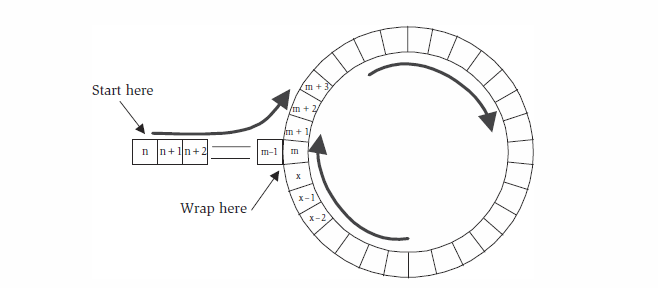 Start here
n n + 1 n + 2 m–1 m
m + 1
m + 2
m + 3
x
x – 1
x – 2
Wrap here